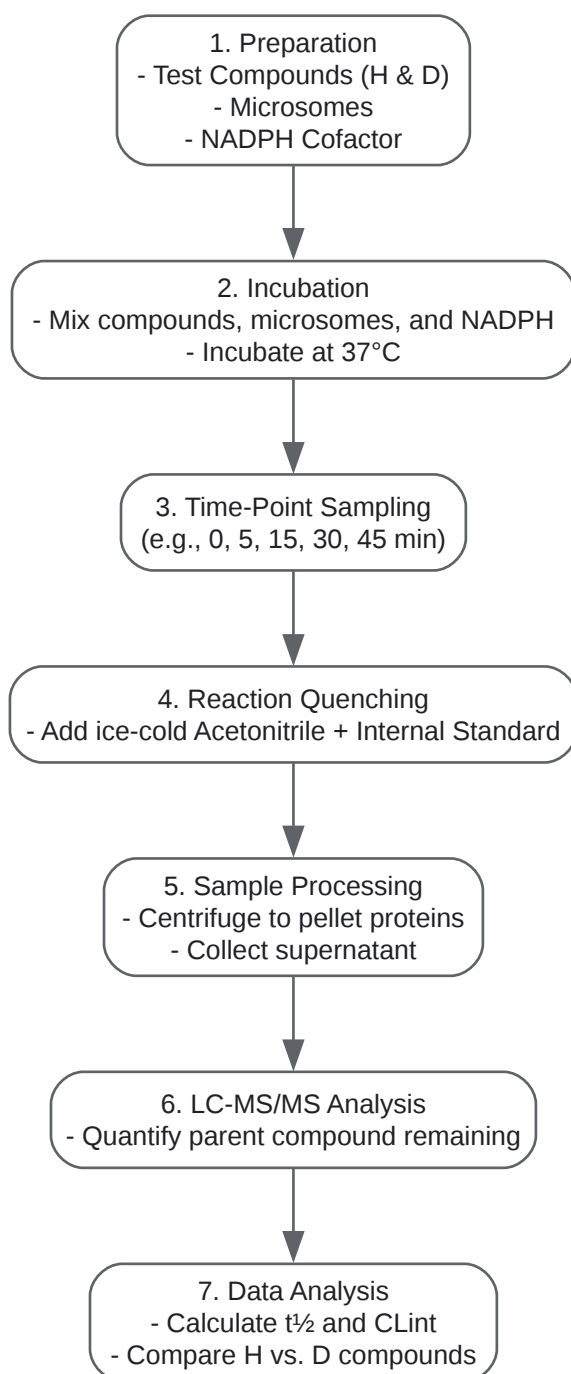 1. Preparation
- Test Compounds (H & D)
- Microsomes
- NADPH Cofactor
2. Incubation
- Mix compounds, microsomes, and NADPH
- Incubate at 37°C
3. Time-Point Sampling
(e.g., 0, 5, 15, 30, 45 min)
4. Reaction Quenching
- Add ice-cold Acetonitrile + Internal Standard
5. Sample Processing
- Centrifuge to pellet proteins
- Collect supernatant
6. LC-MS/MS Analysis
- Quantify parent compound remaining
7. Data Analysis
- Calculate t½ and CLint
- Compare H vs. D compounds